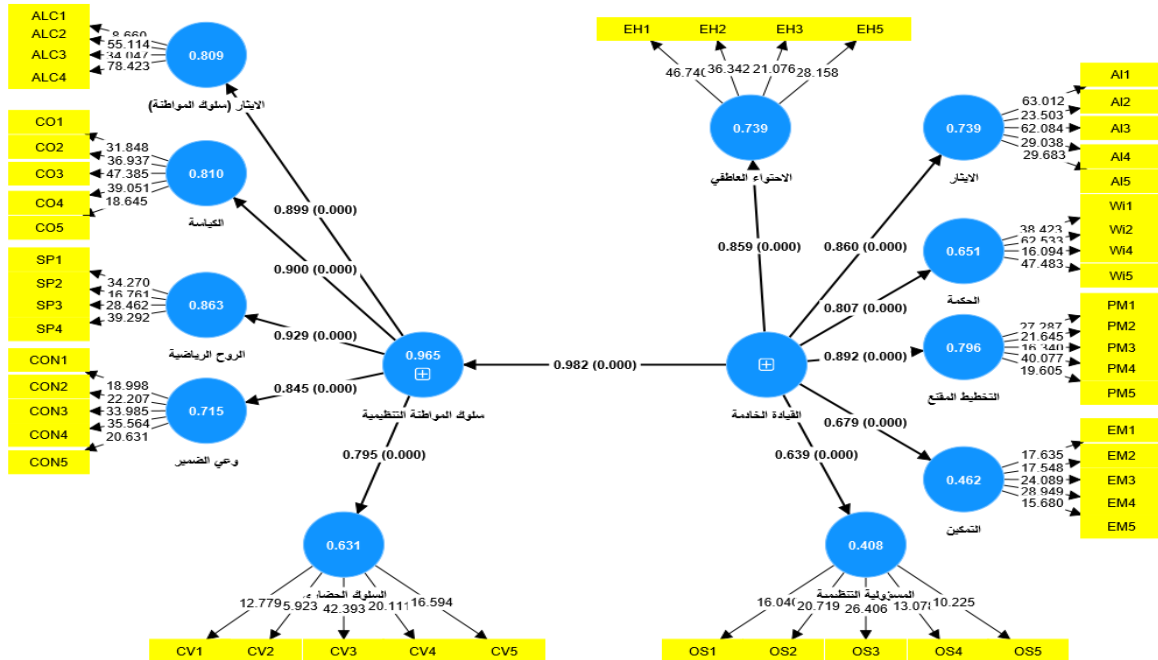 ALC1
ALC2
ALC3
ALC4
8.660
55.114
34.047
78.423
0.809
الايثار (سلوك المواطنة)
CO1
CO2
CO3
CO4
CO5
31.848
36.937
47.385
39.051
18.645
0.810
الكياسة
SP1
SP2
SP3
SP4
34.270
16.761
28.462
39.292
0.863
الروح الرياضية
CON1
CON2
CON3
CON4
CON5
18.998
22.207
33.985
35.564
20.631
0.715
وعي الضمير
0.899 (0.000)
0.900 (0.000)
0.929 (0.000)
0.845 (0.000)
0.795 (0.000)
0.965
سلوك المواطنة التنظيمية
0.631
السلوك الحضاري
12.779
5.923
42.393
20.111
16.594
CV1
CV2
CV3
CV4
CV5
0.982 (0.000)
EH1
EH2
EH3
EH5
46.740
36.342
21.076
28.158
0.739
الاحتواء العاطفي
0.859 (0.000)
0.860 (0.000)
0.807 (0.000)
0.892 (0.000)
0.679 (0.000)
0.639 (0.000)
القيادة الخادمة
0.739
الايثار
63.012
23.503
62.084
29.038
29.683
AI1
AI2
AI3
AI4
AI5
0.651
الحكمة
38.423
62.533
16.094
47.483
Wi1
Wi2
Wi4
Wi5
0.796
التخطيط المقنع
27.287
21.645
16.340
40.077
19.605
PM1
PM2
PM3
PM4
PM5
0.462
التمكين
17.635
17.548
24.089
28.949
15.680
EM1
EM2
EM3
EM4
EM5
0.408
المسؤولية التنظيمية
16.040
20.719
26.406
13.078
10.225
OS1
OS2
OS3
OS4
OS5